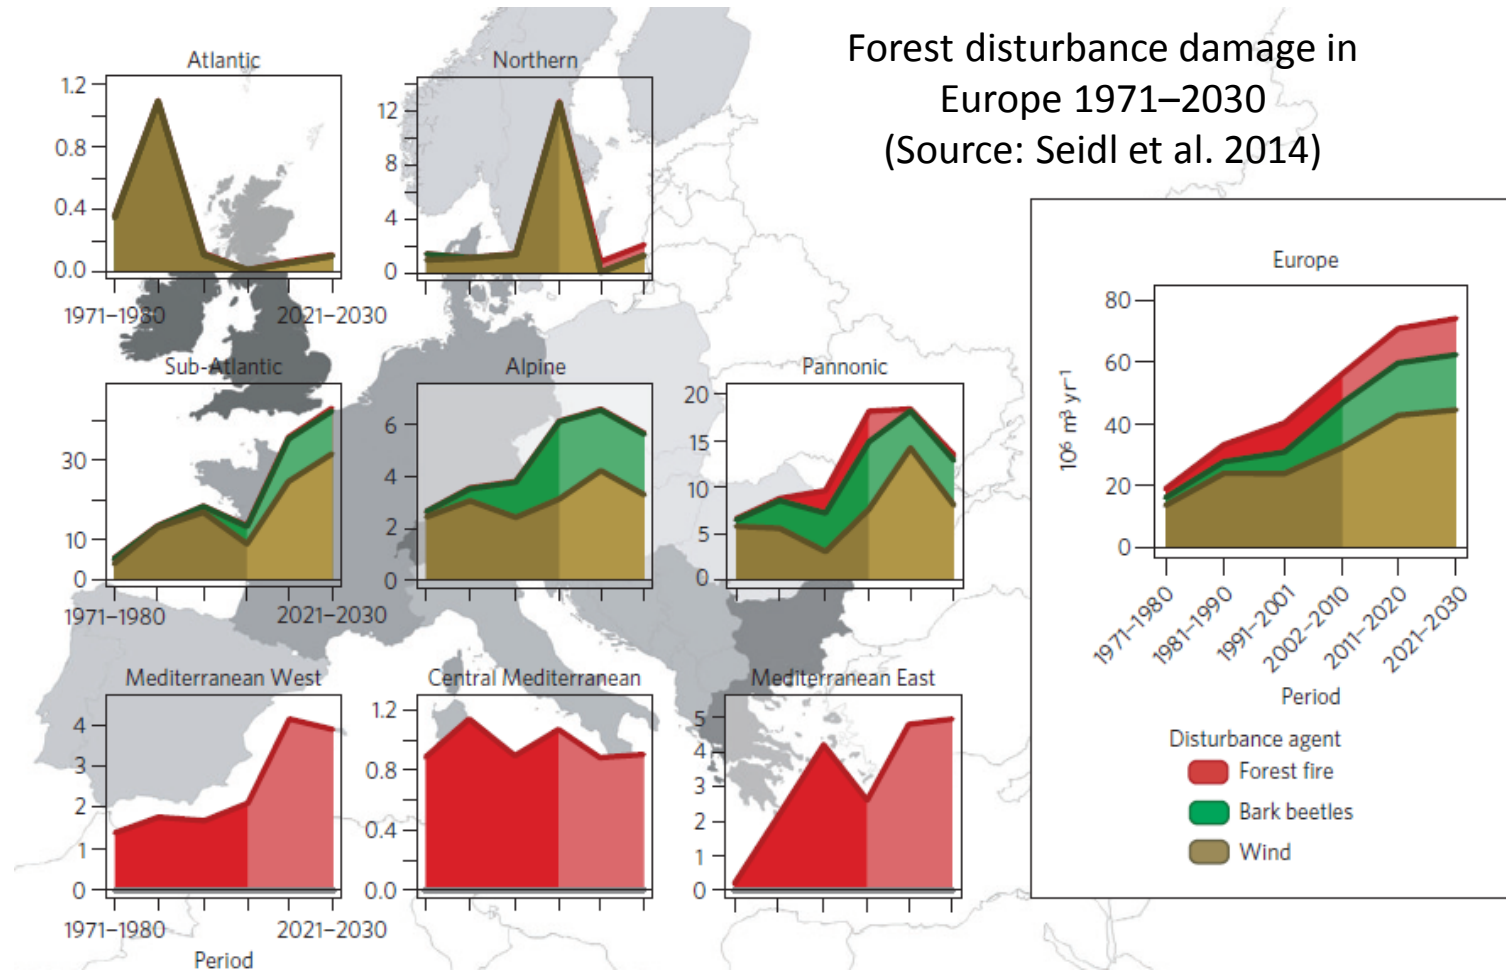 Forest disturbance damage in
Europe 1971–2030
(Source: Seidl et al. 2014)
Atlantic
1.2
0.8
0.4
0.0
1971–1980
2021–2030
Northern
12
8
4
0
Sub-Atlantic
30
10
0
1971–1980
2021–2030
Alpine
6
4
2
0
Pannonic
20
15
10
5
0
Mediterranean West
4
3
2
1
0
1971–1980
2021–2030
Period
Central Mediterranean
1.2
0.8
0.4
0.0
Mediterranean East
5
4
3
2
1
0
Europe
10⁶ m³ yr⁻¹
80
60
40
20
0
1971–1980
1981–1990
1991–2001
2002–2010
2011–2020
2021–2030
Period
Disturbance agent
Forest fire
Bark beetles
Wind